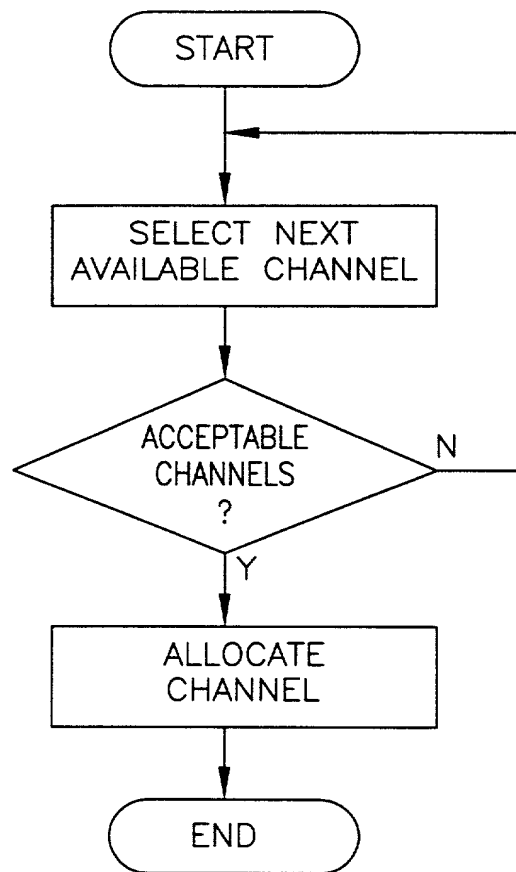 START
SELECT NEXT
AVAILABLE CHANNEL
ACCEPTABLE
CHANNELS
?
N
Y
ALLOCATE
CHANNEL
END